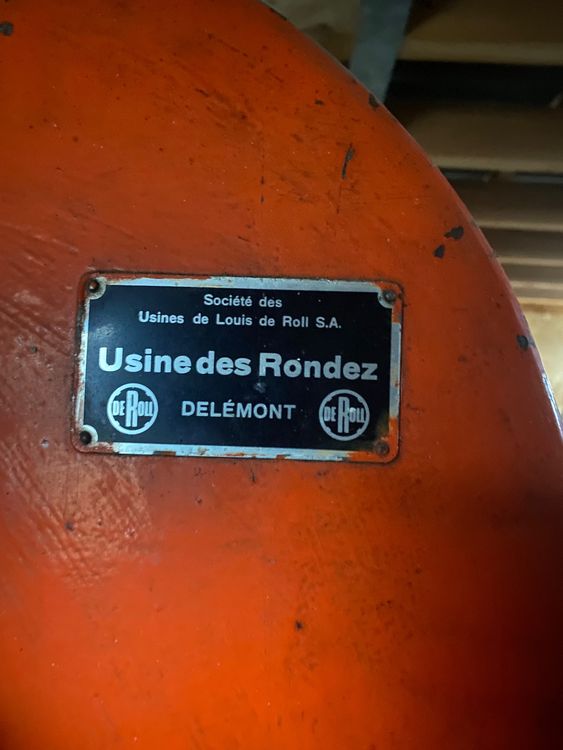 Société des
Usines de Louis de Roll S.A.
Usine des Rondez
DE ROLL DELÉMONT DE ROLL